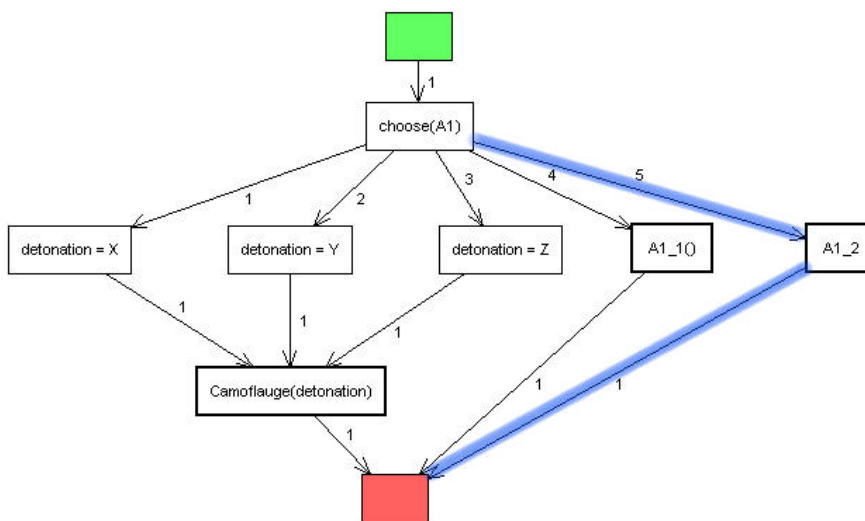 1
choose(A1)
1
2
3
4
5
detonation = X
detonation = Y
detonation = Z
A1_1()
A1_2
1
1
1
Camoflauge(detonation)
1
1
1